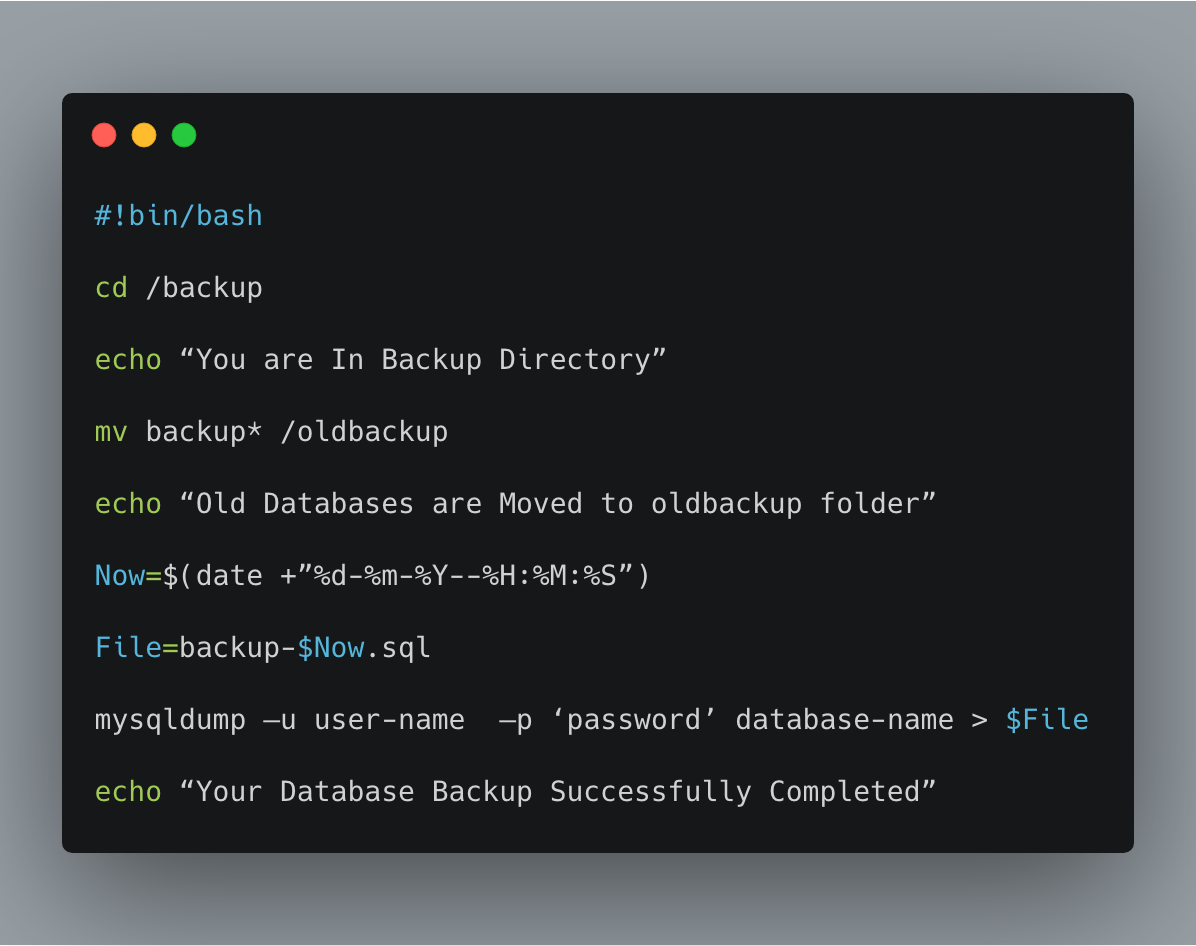 #!bin/bash
cd /backup
echo “You are In Backup Directory”
mv backup* /oldbackup
echo “Old Databases are Moved to oldbackup folder”
Now=$(date +”%d-%m-%Y--%H:%M:%S”)
File=backup-$Now.sql
mysqldump –u user-name  –p ‘password’ database-name > $File
echo “Your Database Backup Successfully Completed”